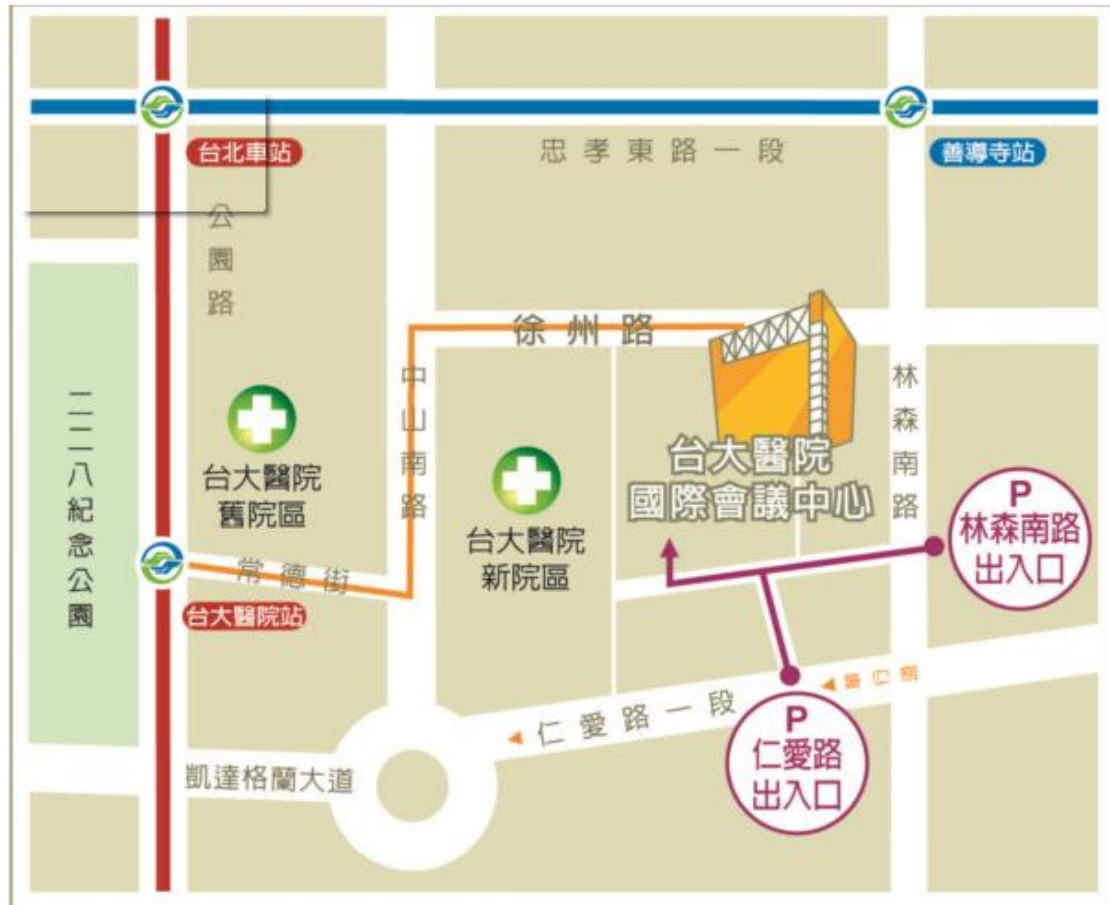 台北車站
忠孝東路一段
善導寺站
公園路
徐州路
中山南路
林森南路
二二八紀念公園
台大醫院
舊院區
台大醫院
國際會議中心
台大醫院
新院區
P
林森南路
出入口
常德街
台大醫院站
單行道
仁愛路一段
P
仁愛路
出入口
凱達格蘭大道